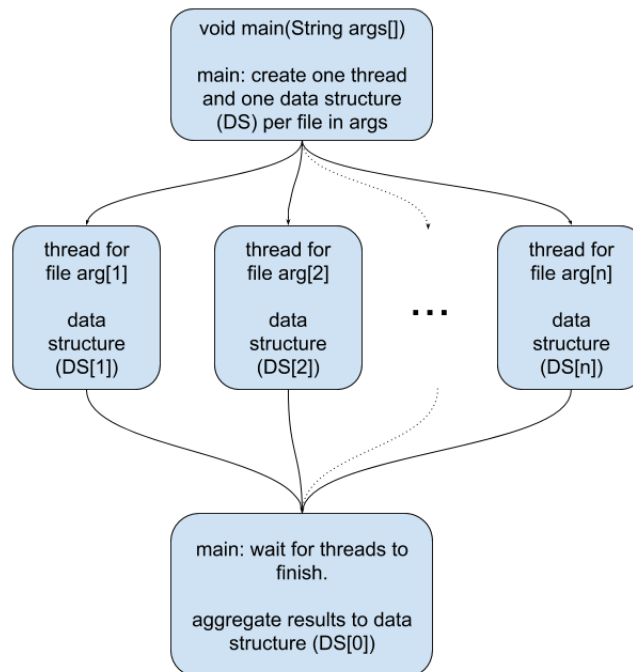 void main(String args[])
main: create one thread
and one data structure
(DS) per file in args
thread for
file arg[1]
data
structure
(DS[1])
thread for
file arg[2]
data
structure
(DS[2])
...
thread for
file arg[n]
data
structure
(DS[n])
main: wait for threads to
finish.
aggregate results to data
structure (DS[0])